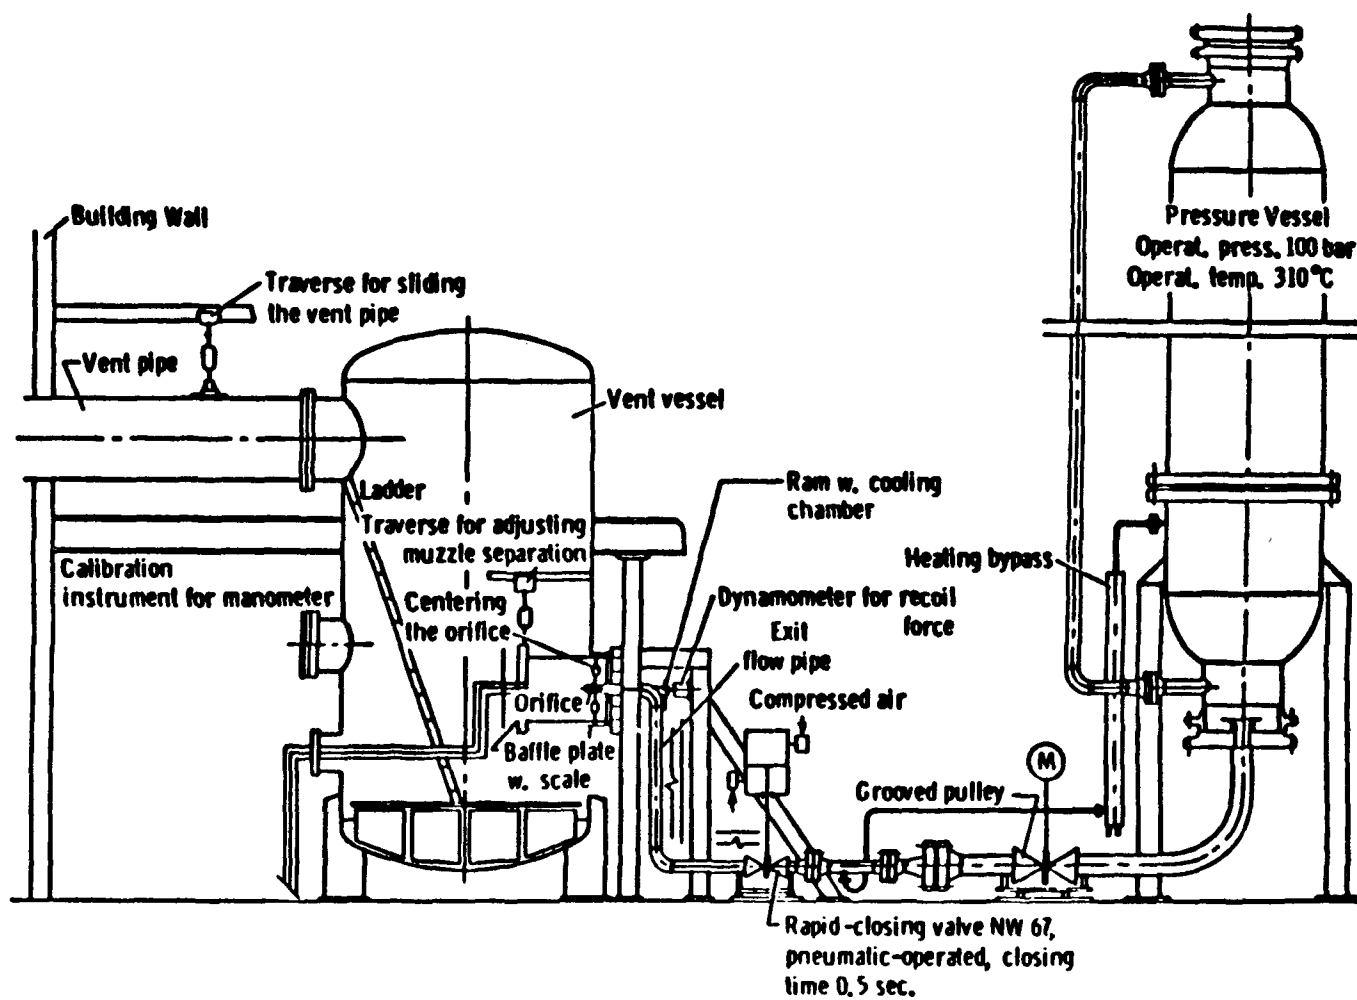 Building Wall
Traverse for sliding
the vent pipe
Vent pipe
Pressure Vessel
Operat. press. 100 bar
Operat. temp. 310°C
Vent vessel
Ladder
Traverse for adjusting
muzzle separation
Ram w. cooling
chamber
Calibration
instrument for manometer
Heating bypass
Centering
the orifice
Dynamometer for recoil
force
Exit
flow pipe
Orifice
Compressed air
Baffle plate
w. scale
M
Grooved pulley
Rapid-closing valve NW 67,
pneumatic-operated, closing
time 0,5 sec.